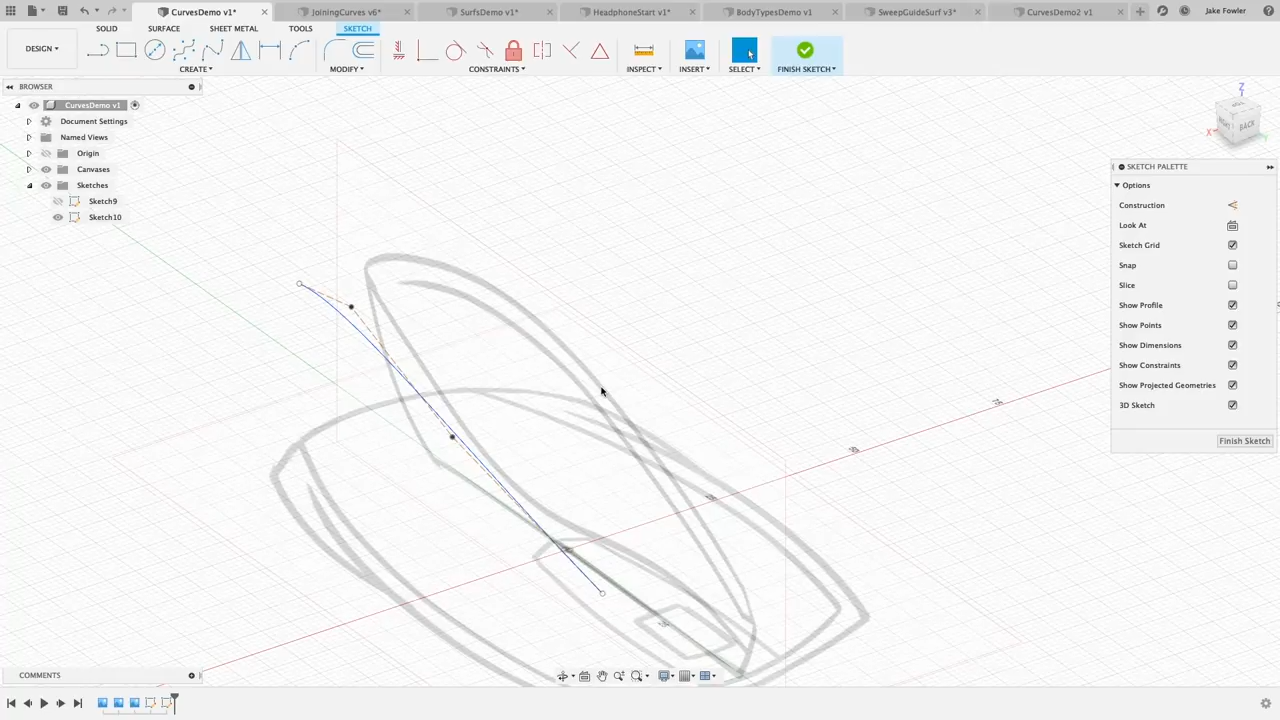 CurvesDemo v1*
JoiningCurves v6*
SurfsDemo v1*
HeadphoneStart v1*
BodyTypesDemo v1
SweepGuideSurf v3*
CurvesDemo2 v1
Jake Fowler
SOLID
SURFACE
SHEET METAL
TOOLS
SKETCH
DESIGN
CREATE
MODIFY
CONSTRAINTS
INSPECT
INSERT
SELECT
FINISH SKETCH
BROWSER
CurvesDemo v1
Document Settings
Named Views
Origin
Canvases
Sketches
Sketch9
Sketch10
Z
X
RIGHT
BACK
SKETCH PALETTE
Options
Construction
Look At
Sketch Grid
Snap
Slice
Show Profile
Show Points
Show Dimensions
Show Constraints
Show Projected Geometries
3D Sketch
Finish Sketch
COMMENTS